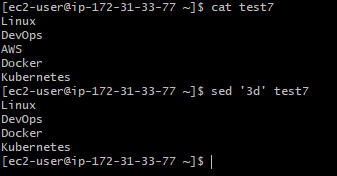 [ec2-user@ip-172-31-33-77 ~]$ cat test7
Linux
DevOps
AWS
Docker
Kubernetes
[ec2-user@ip-172-31-33-77 ~]$ sed '3d' test7
Linux
DevOps
Docker
Kubernetes
[ec2-user@ip-172-31-33-77 ~]$